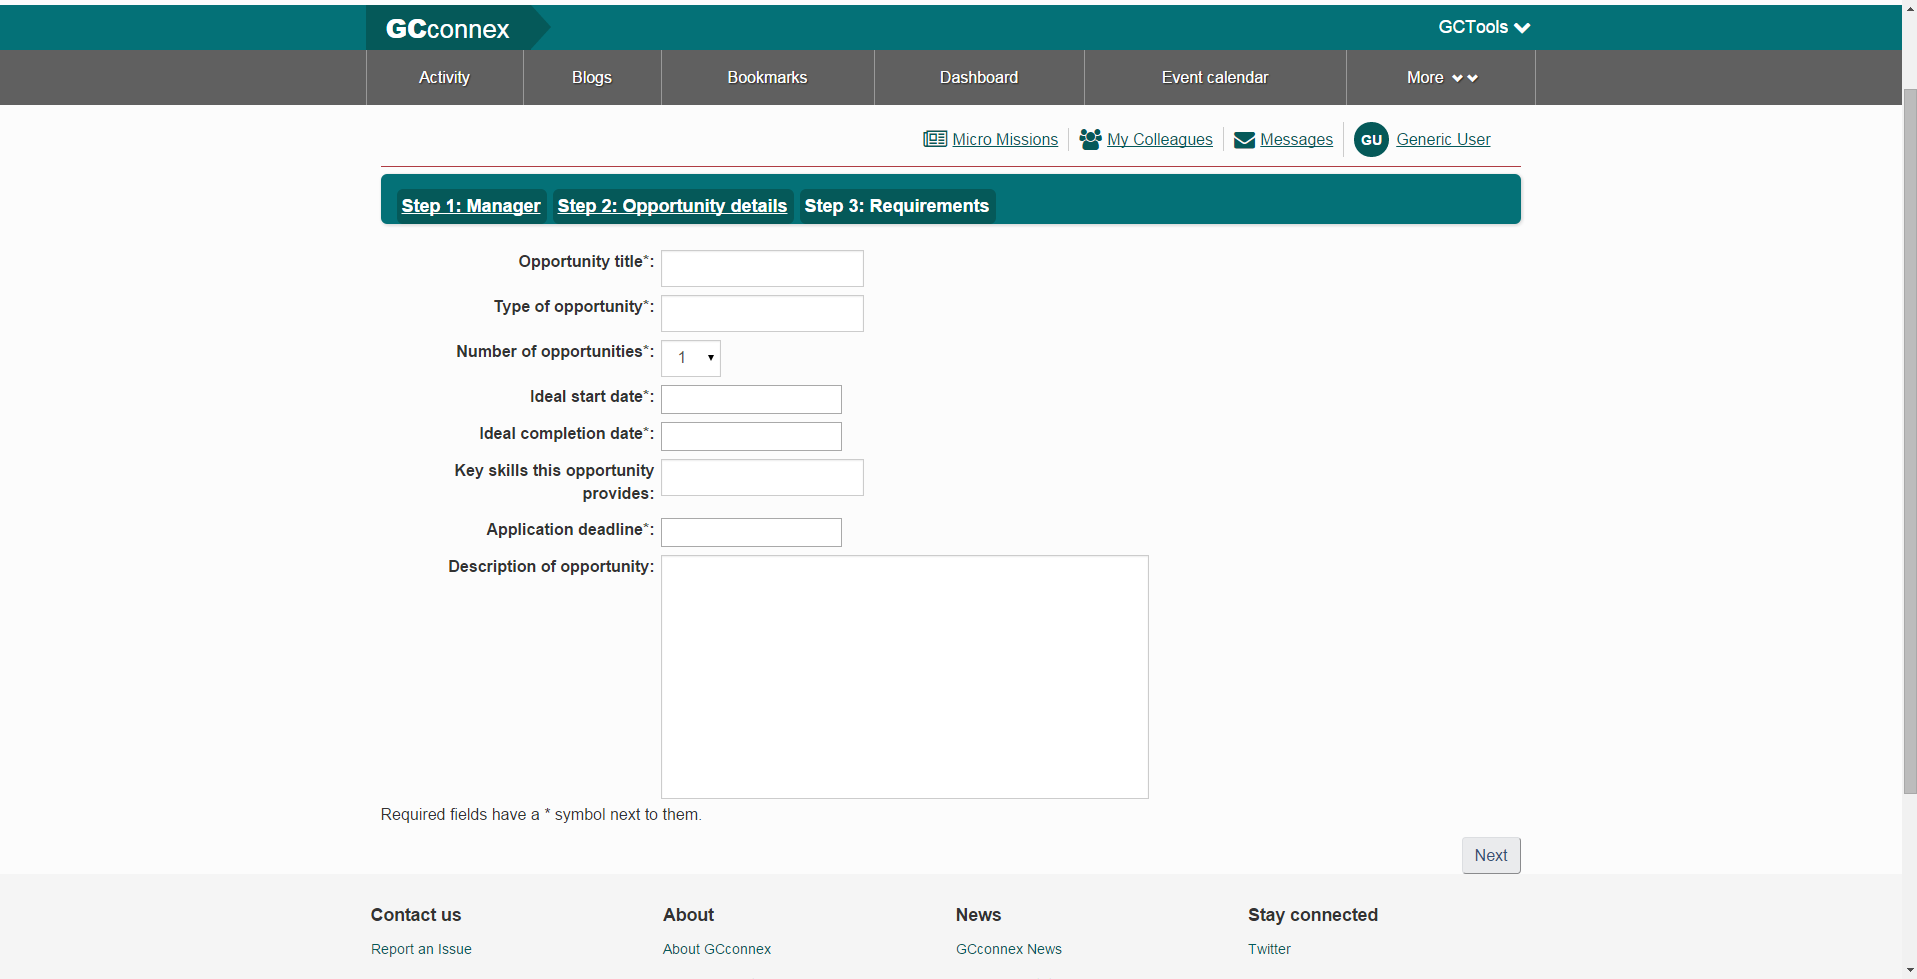 GCconnex
GCTools
Activity
Blogs
Bookmarks
Dashboard
Event calendar
More
Micro Missions
My Colleagues
Messages
GU
Generic User
Step 1: Manager
Step 2: Opportunity details
Step 3: Requirements
Opportunity title*:
Type of opportunity*:
Number of opportunities*:
1
Ideal start date*:
Ideal completion date*:
Key skills this opportunity
provides:
Application deadline*:
Description of opportunity:
Required fields have a * symbol next to them.
Next
Contact us
About
News
Stay connected
Report an Issue
About GCconnex
GCconnex News
Twitter